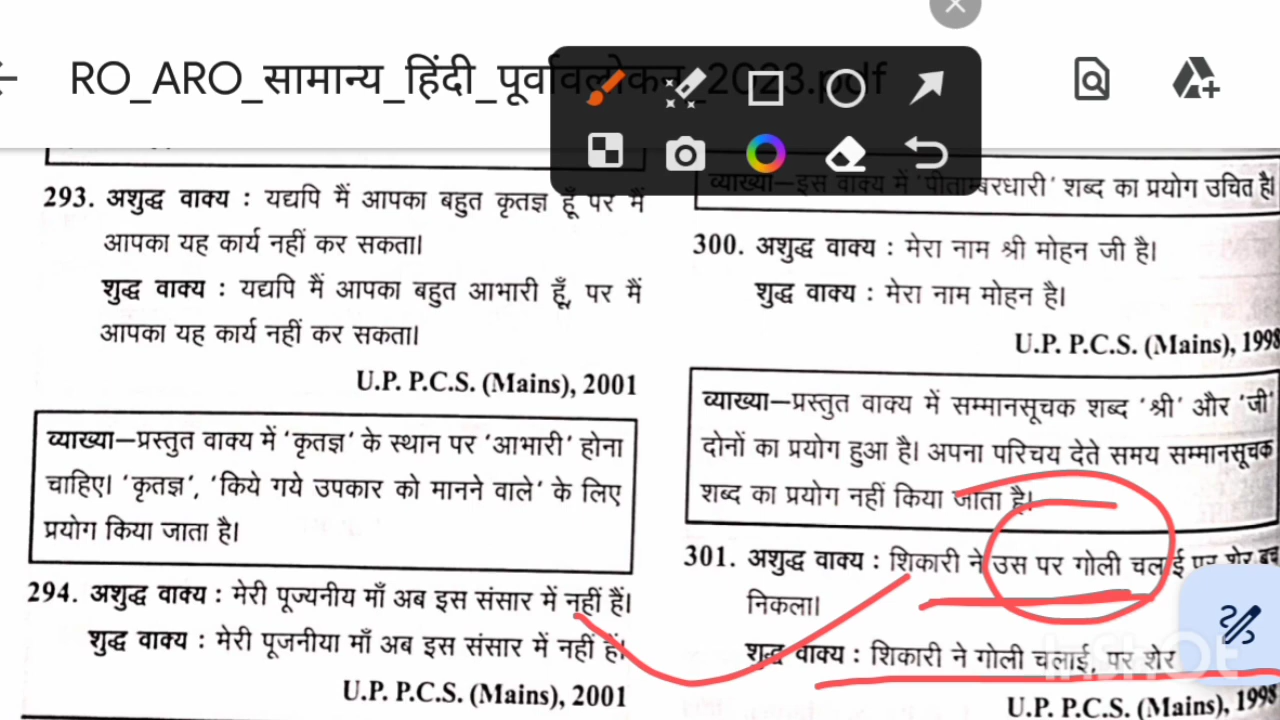 RO_ARO_सामान्य_हिंदी_पूर्वावलोकन_2023.pdf
293. अशुद्ध वाक्य : यद्यपि मैं आपका बहुत कृतज्ञ हूँ पर मैं
आपका यह कार्य नहीं कर सकता।
शुद्ध वाक्य : यद्यपि मैं आपका बहुत आभारी हूँ, पर मैं
आपका यह कार्य नहीं कर सकता।
U.P. P.C.S. (Mains), 2001
व्याख्या–प्रस्तुत वाक्य में 'कृतज्ञ' के स्थान पर 'आभारी' होना
चाहिए। 'कृतज्ञ', 'किये गये उपकार को मानने वाले' के लिए
प्रयोग किया जाता है।
294. अशुद्ध वाक्य : मेरी पूज्यनीय माँ अब इस संसार में नहीं हैं।
शुद्ध वाक्य : मेरी पूजनीया माँ अब इस संसार में नहीं हैं।
U.P. P.C.S. (Mains), 2001
व्याख्या–इस वाक्य में 'पीताम्बरधारी' शब्द का प्रयोग उचित है।
300. अशुद्ध वाक्य : मेरा नाम श्री मोहन जी है।
शुद्ध वाक्य : मेरा नाम मोहन है।
U.P. P.C.S. (Mains), 1998
व्याख्या–प्रस्तुत वाक्य में सम्मानसूचक शब्द 'श्री' और 'जी'
दोनों का प्रयोग हुआ है। अपना परिचय देते समय सम्मानसूचक
शब्द का प्रयोग नहीं किया जाता है।
301. अशुद्ध वाक्य : शिकारी ने उस पर गोली चलाई पर शेर बच
निकला।
शुद्ध वाक्य : शिकारी ने गोली चलाई, पर शेर
U.P. P.C.S. (Mains), 1998
InShOt